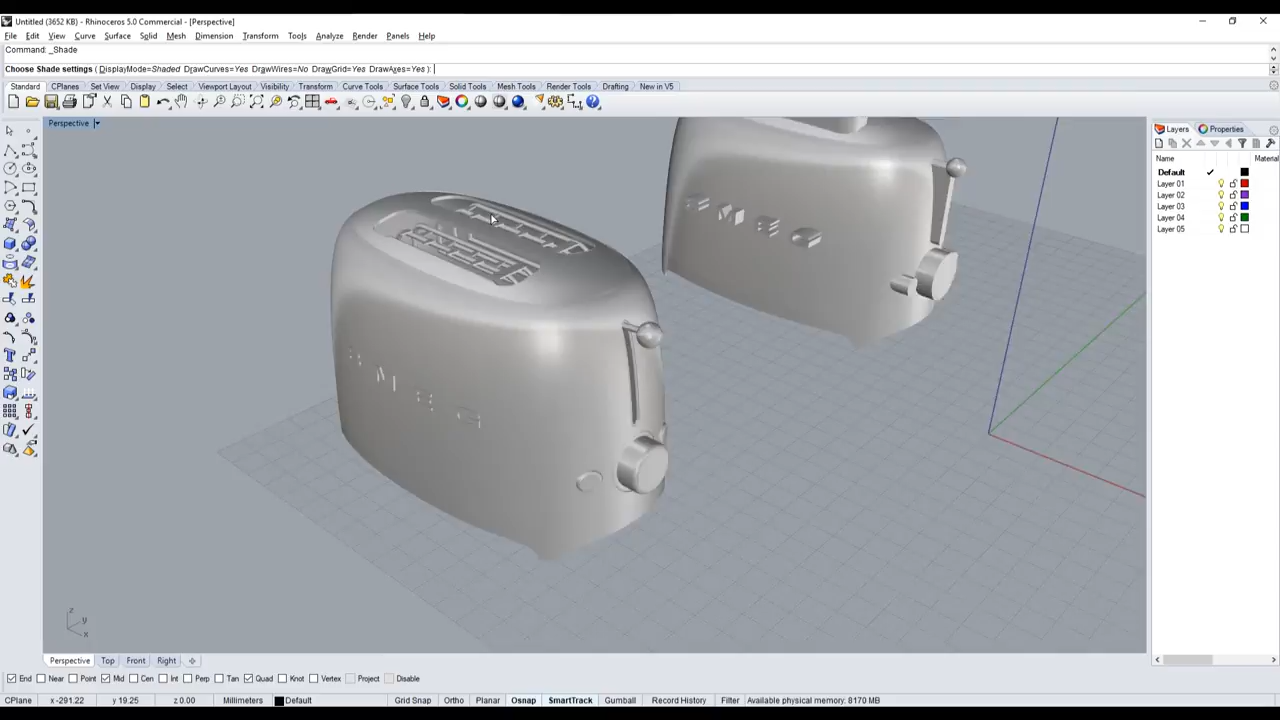 Untitled (3652 KB) - Rhinoceros 5.0 Commercial - [Perspective]
File Edit View Curve Surface Solid Mesh Dimension Transform Tools Analyze Render Panels Help
Command: _Shade
Choose Shade settings ( DisplayMode=Shaded DrawCurves=Yes DrawWires=No DrawGrid=Yes DrawAxes=Yes ):
Standard CPlanes Set View Display Select Viewport Layout Visibility Transform Curve Tools Surface Tools Solid Tools Mesh Tools Render Tools Drafting New in V5
Perspective
Layers Properties
Name Material
Default
Layer 01
Layer 02
Layer 03
Layer 04
Layer 05
SMEG
z
y
x
Perspective Top Front Right
End Near Point Mid Cen Int Perp Tan Quad Knot Vertex Project Disable
CPlane x -291.22 y 19.25 z 0.00 Millimeters Default Grid Snap Ortho Planar Osnap SmartTrack Gumball Record History Filter Available physical memory: 8170 MB